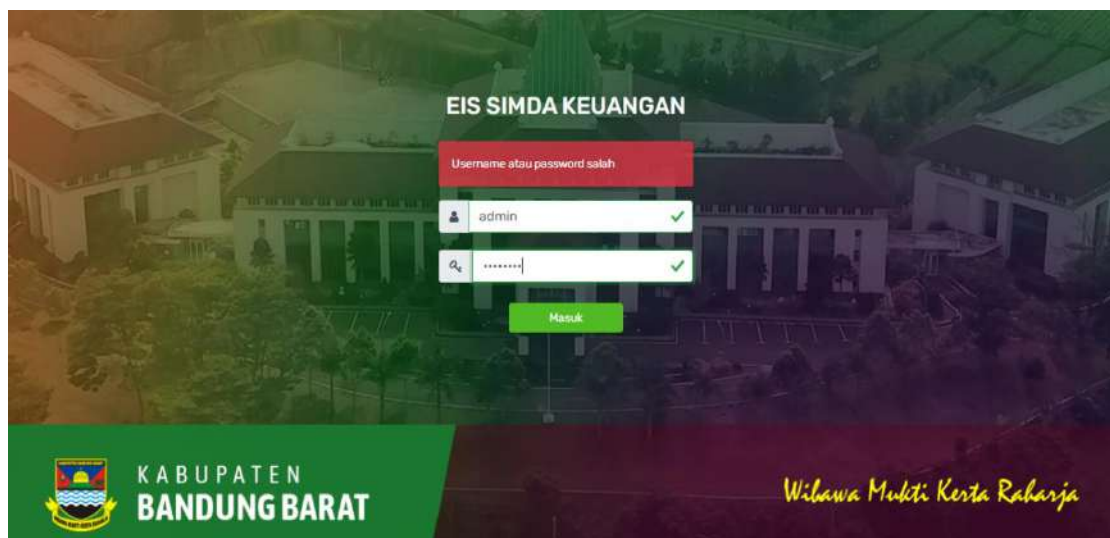 EIS SIMDA KEUANGAN
Username atau password salah
admin
········
Masuk
KABUPATEN
BANDUNG BARAT
Wibawa Mukti Kerta Raharja